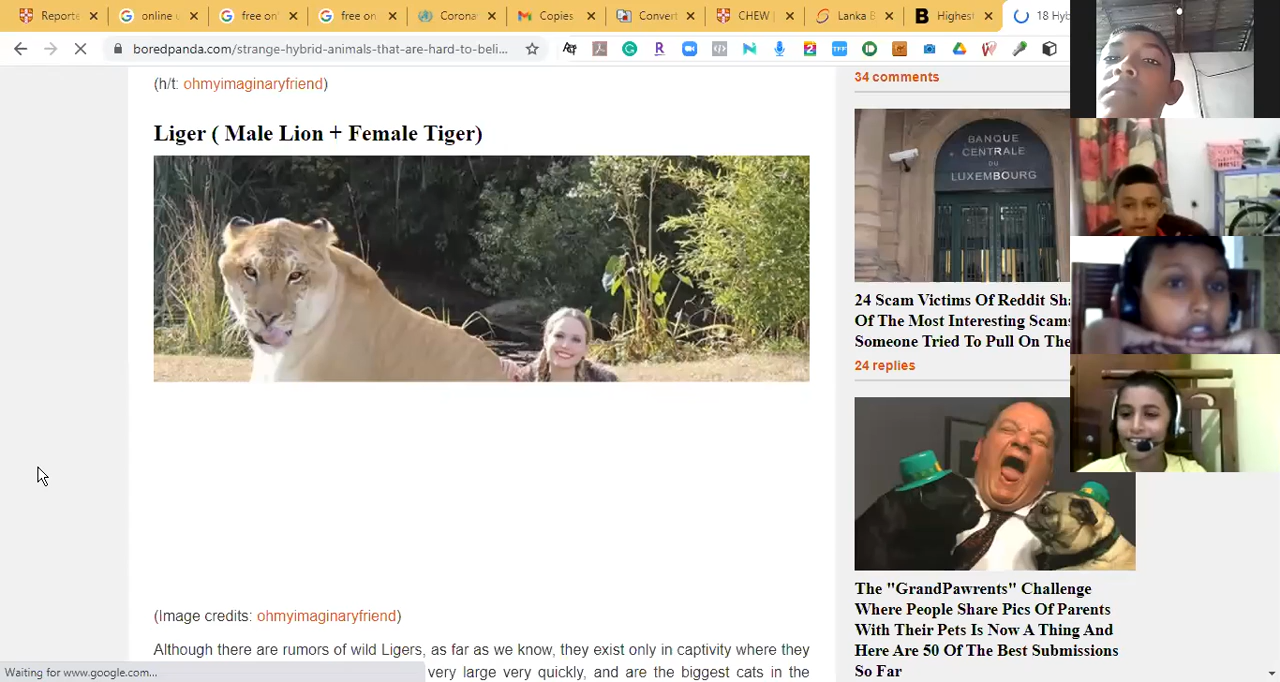 Reporte
online u
free on
free on
Corona
Copies
Convert
CHEW |
Lanka B
Highest
18 Hyb
boredpanda.com/strange-hybrid-animals-that-are-hard-to-beli...
(h/t: ohmyimaginaryfriend)
Liger ( Male Lion + Female Tiger)
(Image credits: ohmyimaginaryfriend)
Although there are rumors of wild Ligers, as far as we know, they exist only in captivity where they
very large very quickly, and are the biggest cats in the
Waiting for www.google.com...
34 comments
BANQUE
CENTRALE
DU
LUXEMBOURG
24 Scam Victims Of Reddit Sha
Of The Most Interesting Scams
Someone Tried To Pull On The
24 replies
The "GrandPawrents" Challenge
Where People Share Pics Of Parents
With Their Pets Is Now A Thing And
Here Are 50 Of The Best Submissions
So Far